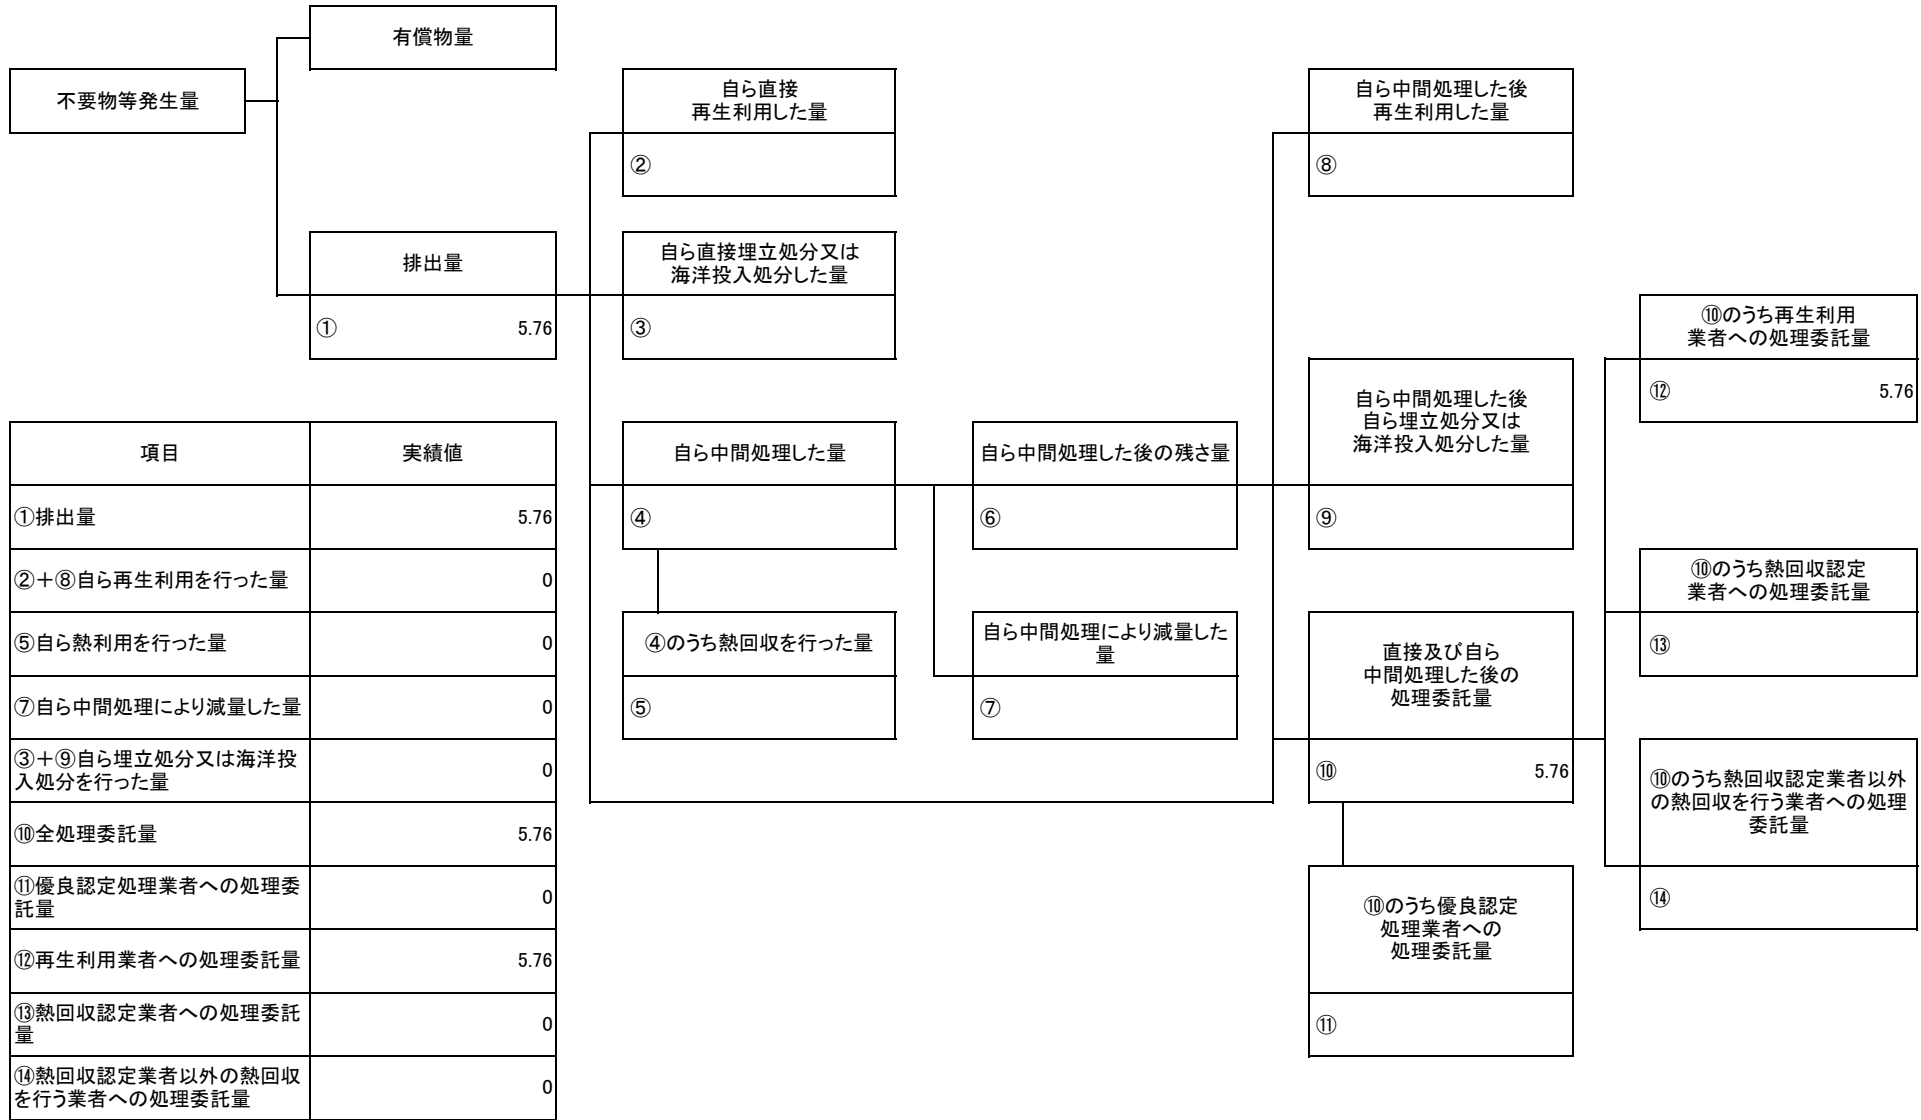 有償物量
不要物等発生量
自ら直接
再生利用した量
②
自ら中間処理した後
再生利用した量
⑧
排出量
① 5.76
自ら直接埋立処分又は
海洋投入処分した量
③
⑩のうち再生利用
業者への処理委託量
⑫ 5.76
自ら中間処理した後
自ら埋立処分又は
海洋投入処分した量
⑨
自ら中間処理した量
④
自ら中間処理した後の残さ量
⑥
⑩のうち熱回収認定
業者への処理委託量
⑬
④のうち熱回収を行った量
⑤
自ら中間処理により減量した
量
⑦
直接及び自ら
中間処理した後の
処理委託量
⑩ 5.76
⑩のうち熱回収認定業者以外
の熱回収を行う業者への処理
委託量
⑭
⑩のうち優良認定
処理業者への
処理委託量
⑪
項目 実績値
①排出量 5.76
②+⑧自ら再生利用を行った量 0
⑤自ら熱利用を行った量 0
⑦自ら中間処理により減量した量 0
③+⑨自ら埋立処分又は海洋投
入処分を行った量 0
⑩全処理委託量 5.76
⑪優良認定処理業者への処理委
託量 0
⑫再生利用業者への処理委託量 5.76
⑬熱回収認定業者への処理委託
量 0
⑭熱回収認定業者以外の熱回収
を行う業者への処理委託量 0